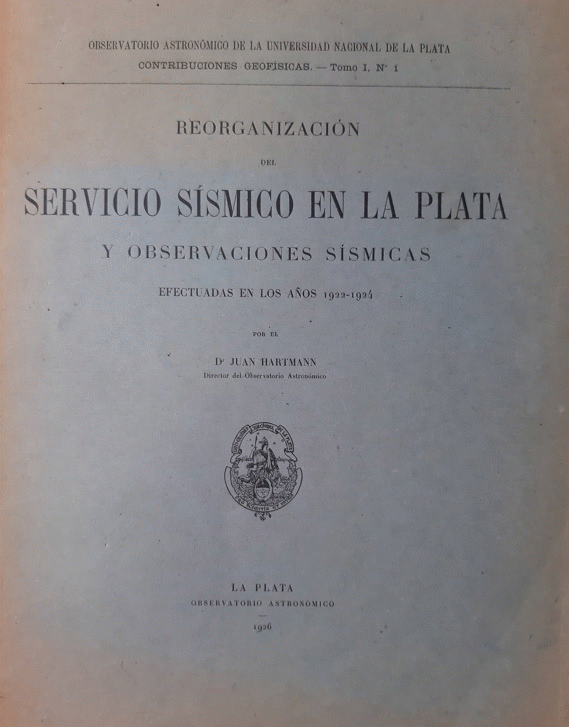 OBSERVATORIO ASTRONÓMICO DE LA UNIVERSIDAD NACIONAL DE LA PLATA
CONTRIBUCIONES GEOFÍSICAS. — Tomo I, Nº 1
REORGANIZACIÓN
DEL
SERVICIO SÍSMICO EN LA PLATA
Y OBSERVACIONES SÍSMICAS
EFECTUADAS EN LOS AÑOS 1922-1924
POR EL
Dr JUAN HARTMANN
Director del Observatorio Astronómico
LA PLATA
OBSERVATORIO ASTRONÓMICO
1926